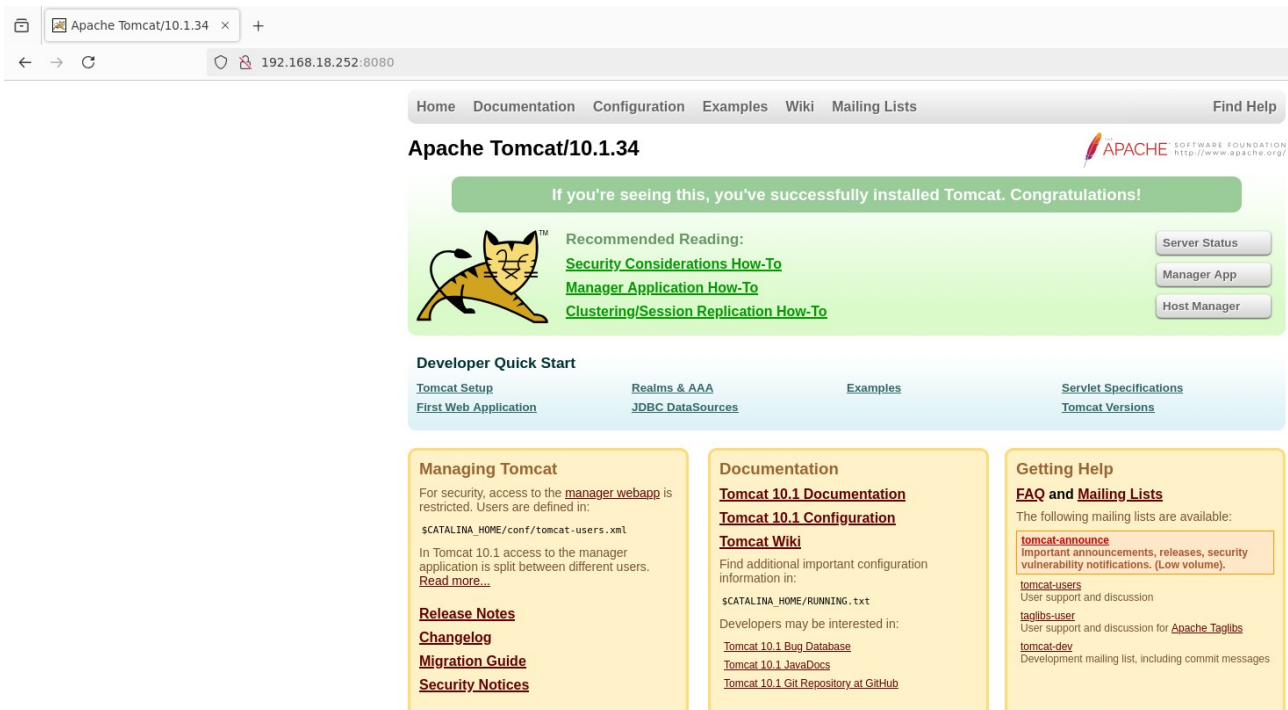 Apache Tomcat/10.1.34
192.168.18.252:8080
Home Documentation Configuration Examples Wiki Mailing Lists Find Help
Apache Tomcat/10.1.34
THE
APACHE SOFTWARE FOUNDATION
http://www.apache.org/
If you're seeing this, you've successfully installed Tomcat. Congratulations!
TM
Recommended Reading:
Security Considerations How-To
Manager Application How-To
Clustering/Session Replication How-To
Server Status
Manager App
Host Manager
Developer Quick Start
Tomcat Setup
First Web Application
Realms & AAA
JDBC DataSources
Examples
Servlet Specifications
Tomcat Versions
Managing Tomcat
For security, access to the manager webapp is
restricted. Users are defined in:
$CATALINA_HOME/conf/tomcat-users.xml
In Tomcat 10.1 access to the manager
application is split between different users.
Read more...
Release Notes
Changelog
Migration Guide
Security Notices
Documentation
Tomcat 10.1 Documentation
Tomcat 10.1 Configuration
Tomcat Wiki
Find additional important configuration
information in:
$CATALINA_HOME/RUNNING.txt
Developers may be interested in:
Tomcat 10.1 Bug Database
Tomcat 10.1 JavaDocs
Tomcat 10.1 Git Repository at GitHub
Getting Help
FAQ and Mailing Lists
The following mailing lists are available:
tomcat-announce
Important announcements, releases, security
vulnerability notifications. (Low volume).
tomcat-users
User support and discussion
taglibs-user
User support and discussion for Apache Taglibs
tomcat-dev
Development mailing list, including commit messages